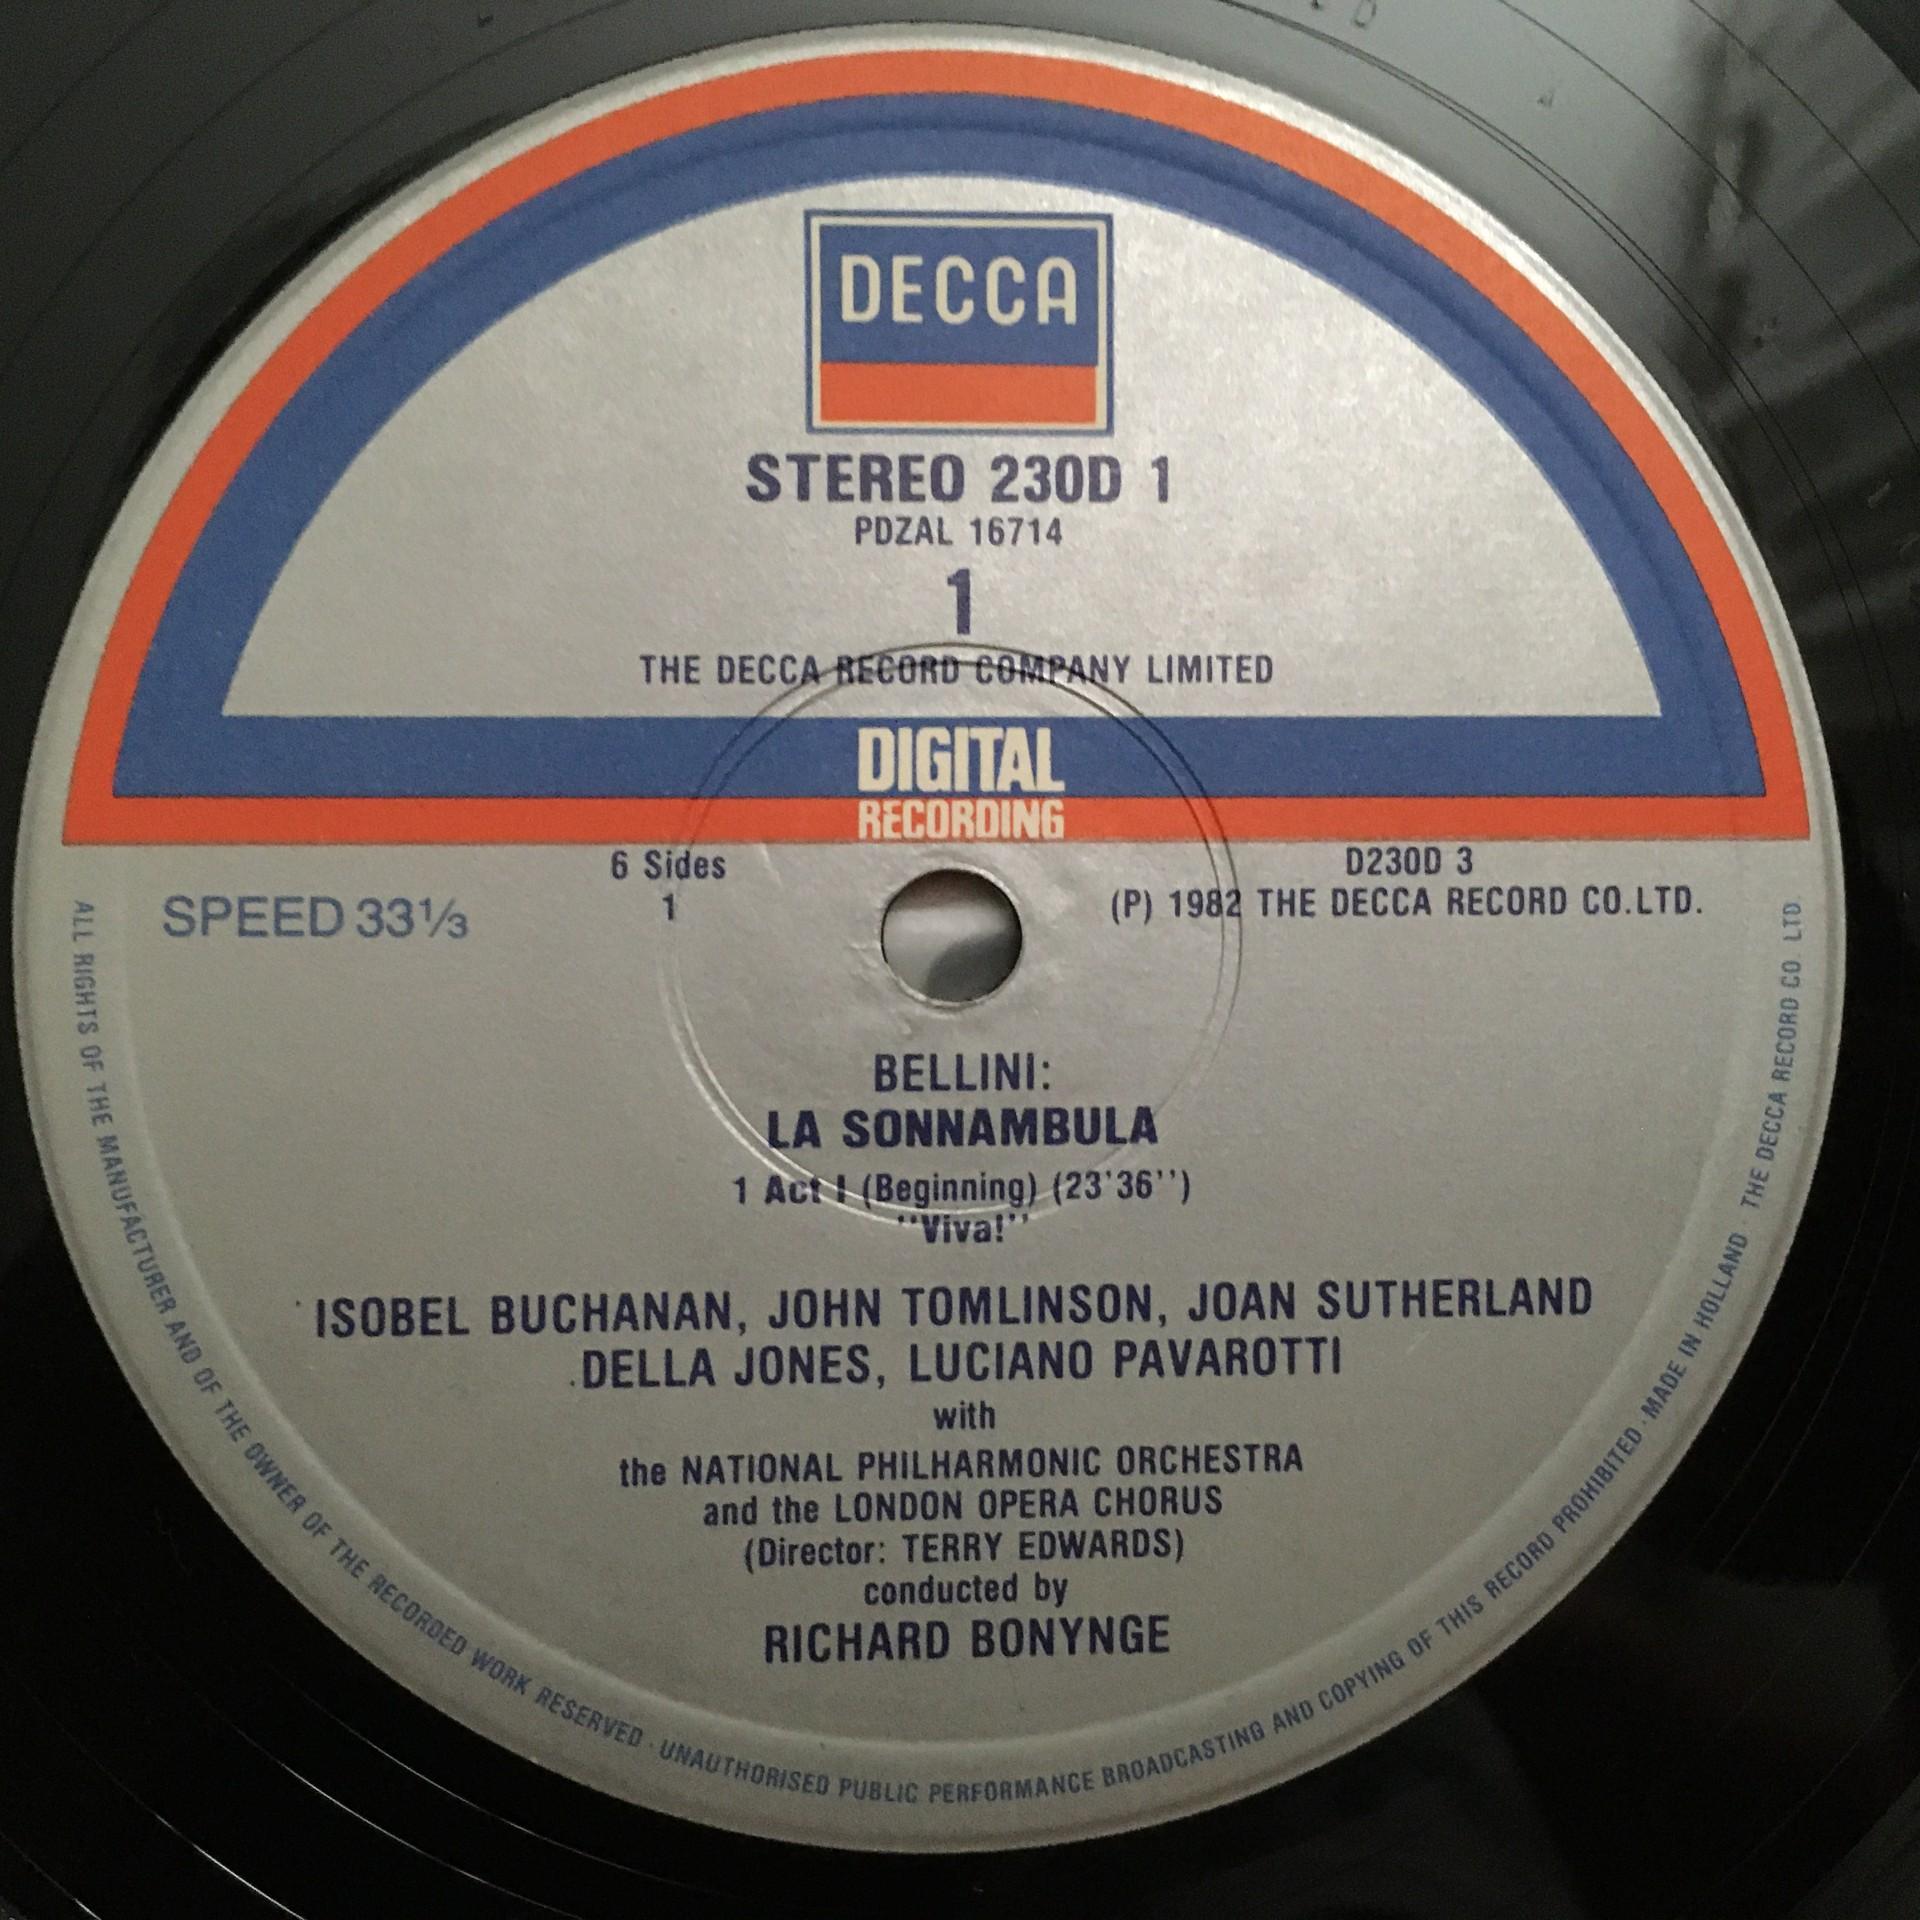 DECCA
STEREO 230D 1
PDZAL 16714
1
THE DECCA RECORD COMPANY LIMITED
DIGITAL
RECORDING
6 Sides
1
D230D 3
(P) 1982 THE DECCA RECORD CO.LTD.
SPEED 33⅓
BELLINI:
LA SONNAMBULA
1 Act I (Beginning) (23'36'')
''Viva!''
ISOBEL BUCHANAN, JOHN TOMLINSON, JOAN SUTHERLAND
DELLA JONES, LUCIANO PAVAROTTI
with
the NATIONAL PHILHARMONIC ORCHESTRA
and the LONDON OPERA CHORUS
(Director: TERRY EDWARDS)
conducted by
RICHARD BONYNGE
ALL RIGHTS OF THE MANUFACTURER AND OF THE OWNER OF THE RECORDED WORK RESERVED · UNAUTHORISED PUBLIC PERFORMANCE BROADCASTING AND COPYING OF THIS RECORD PROHIBITED · MADE IN HOLLAND · THE DECCA RECORD CO. LTD.